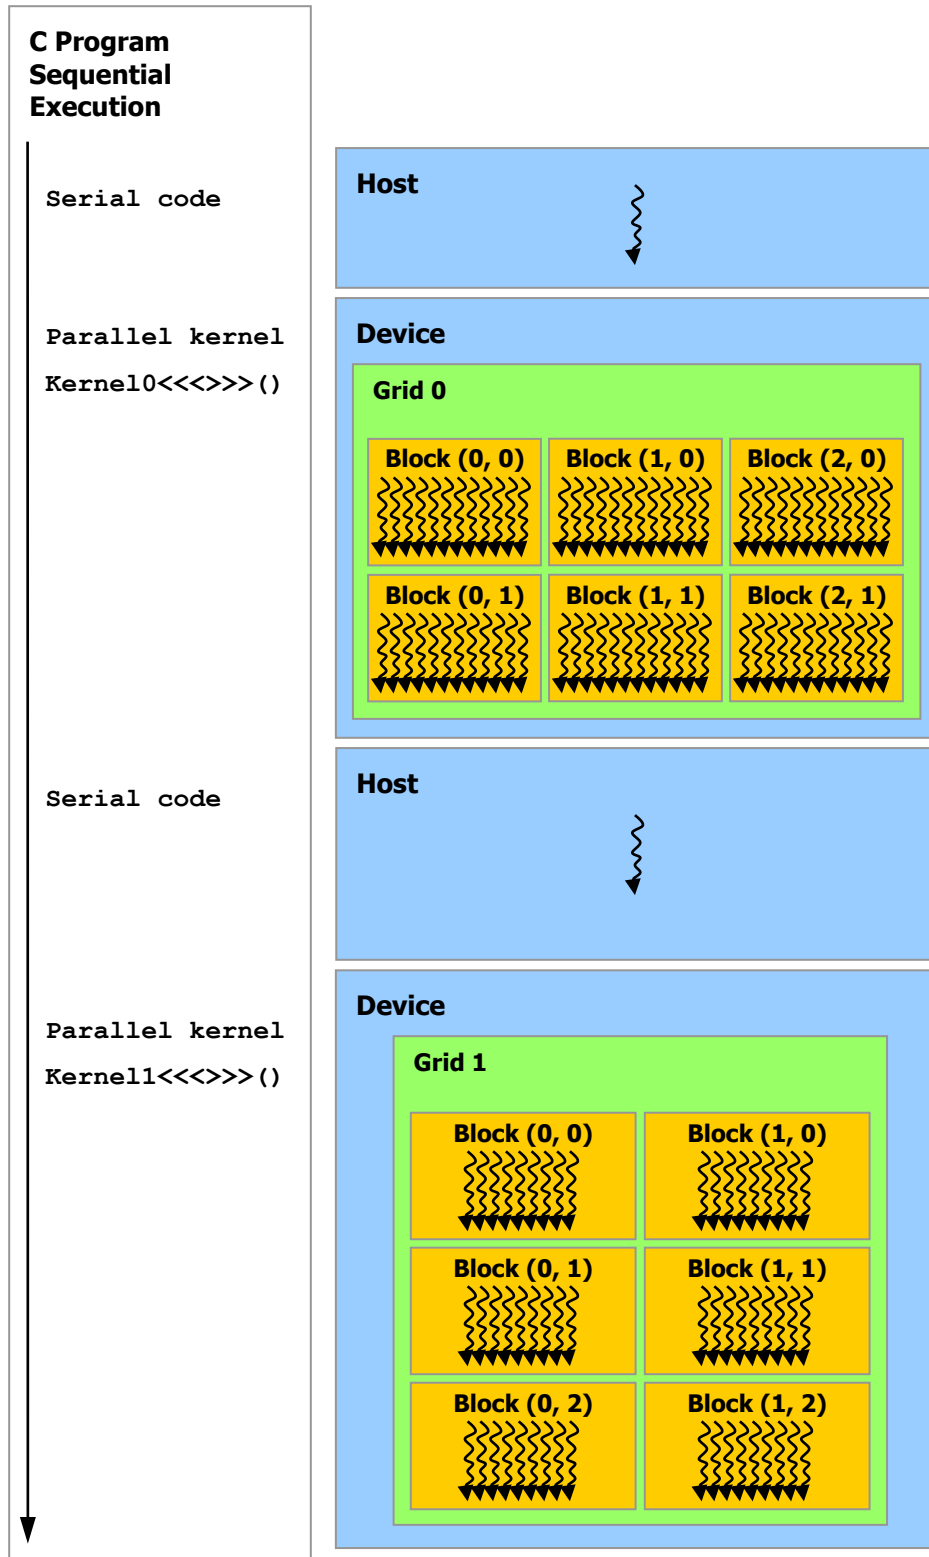 C Program
Sequential
Execution
Serial code
Host
Parallel kernel
Kernel0<<<>>>()
Device
Grid 0
Block (0, 0) Block (1, 0) Block (2, 0)
Block (0, 1) Block (1, 1) Block (2, 1)
Serial code
Host
Parallel kernel
Kernel1<<<>>>()
Device
Grid 1
Block (0, 0) Block (1, 0)
Block (0, 1) Block (1, 1)
Block (0, 2) Block (1, 2)